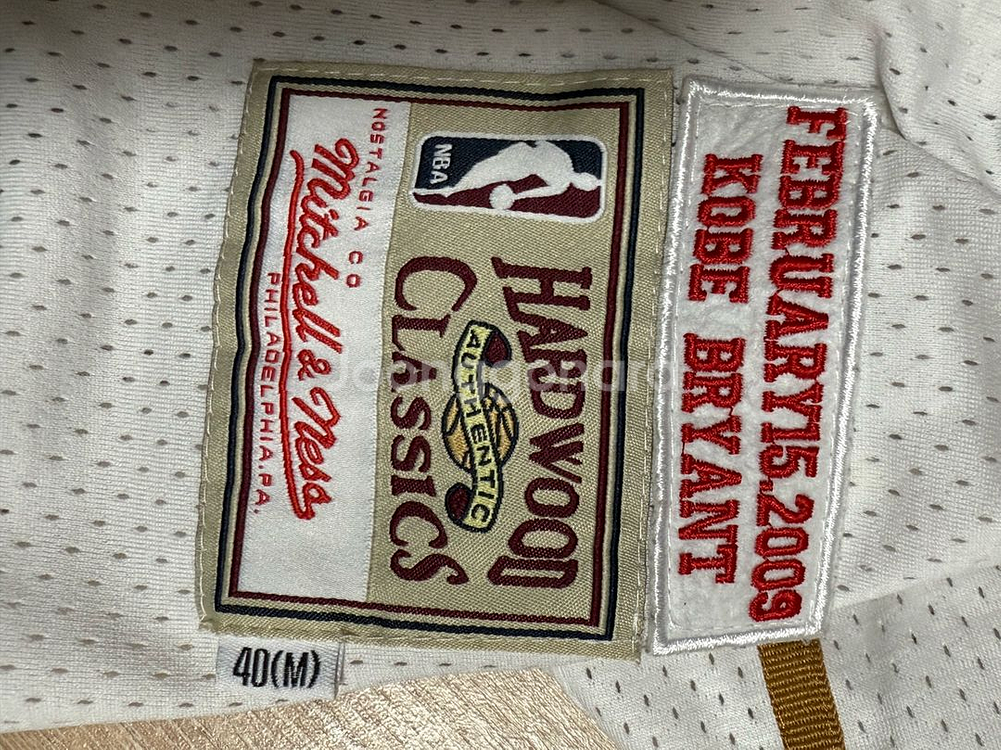 FEBRUARY15.2009
KOBE BRYANT
NBA
HARDWOOD
AUTHENTIC
CLASSICS
NOSTALGIA CO
Mitchell & Ness
PHILADELPHIA.PA.
40(M)